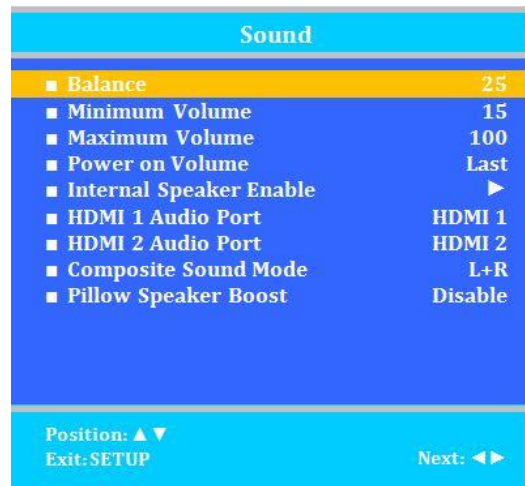 Sound
■ Balance 25
■ Minimum Volume 15
■ Maximum Volume 100
■ Power on Volume Last
■ Internal Speaker Enable ►
■ HDMI 1 Audio Port HDMI 1
■ HDMI 2 Audio Port HDMI 2
■ Composite Sound Mode L+R
■ Pillow Speaker Boost Disable
Position: ▲▼
Exit: SETUP Next: ◄►